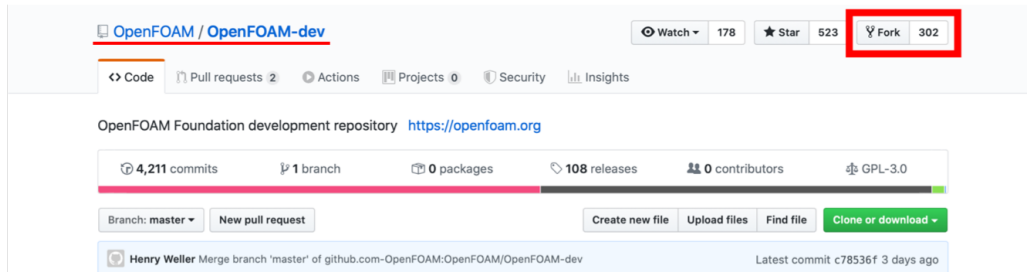 OpenFOAM / OpenFOAM-dev Watch 178 Star 523 Fork 302
Code Pull requests 2 Actions Projects 0 Security Insights
OpenFOAM Foundation development repository https://openfoam.org
4,211 commits 1 branch 0 packages 108 releases 0 contributors GPL-3.0
Branch: master New pull request Create new file Upload files Find file Clone or download
Henry Weller Merge branch 'master' of github.com-OpenFOAM:OpenFOAM/OpenFOAM-dev Latest commit c78536f 3 days ago